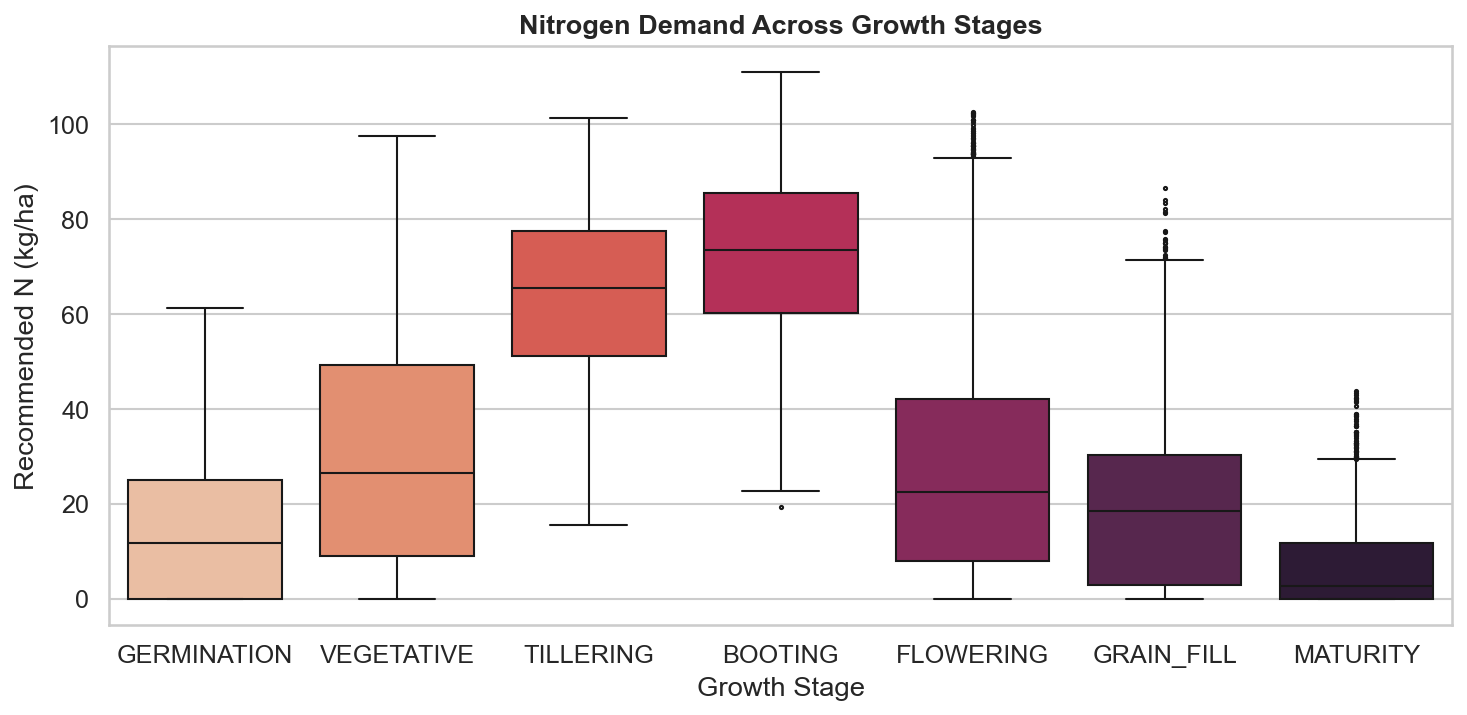 Nitrogen Demand Across Growth Stages
Recommended N (kg/ha)
100
80
60
40
20
0
GERMINATION VEGETATIVE TILLERING BOOTING FLOWERING GRAIN_FILL MATURITY
Growth Stage